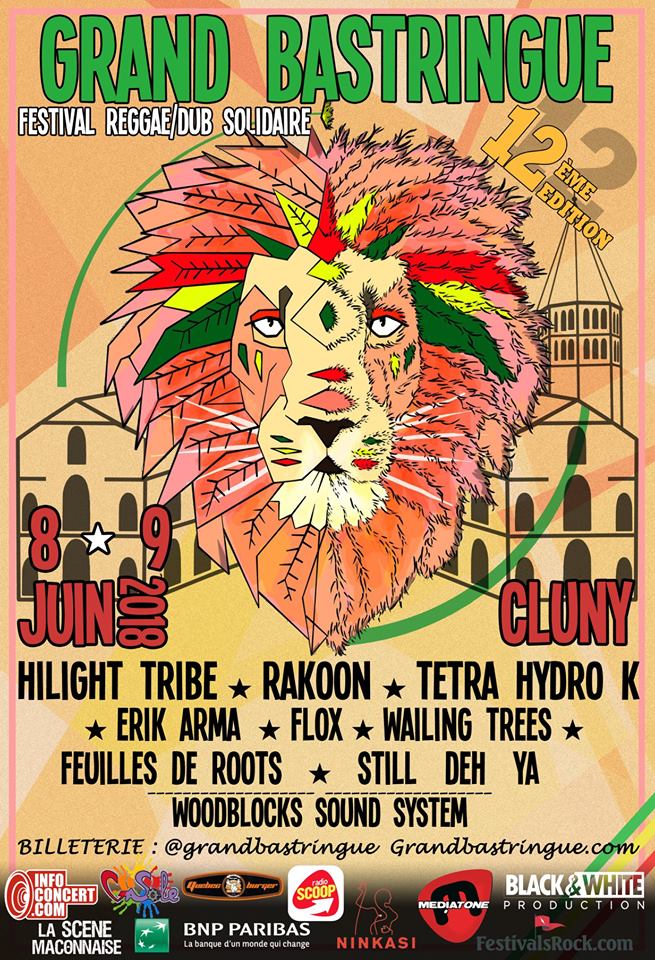 GRAND BASTRINGUE
FESTIVAL REGGAE/DUB SOLIDAIRE
12ÈME
EDITION
8 ★ 9
JUIN 2018
CLUNY
HILIGHT TRIBE ★ RAKOON ★ TETRA HYDRO K
★ ERIK ARMA ★ FLOX ★ WAILING TREES ★
FEUILLES DE ROOTS ★ STILL DEH YA
WOODBLOCKS SOUND SYSTEM
BILLETERIE : @grandbastringue Grandbastringue.com
INFO
CONCERT
.COM
Quebec burger
radio
SCOOP
NINKASI
MEDIATONE
BLACK & WHITE
PRODUCTION
LA SCENE
MACONNAISE
BNP PARIBAS
La banque d'un monde qui change
FestivalsRock.com